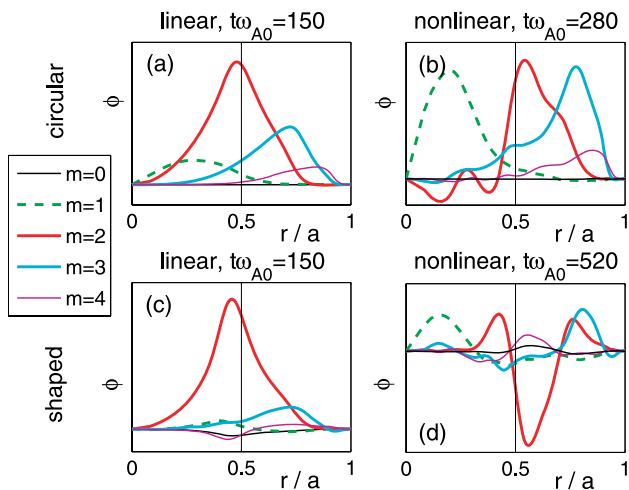 linear, tω_A0=150
nonlinear, tω_A0=280
circular
(a)
(b)
ϕ
ϕ
0 0.5 1
0 0.5 1
r / a
r / a
m=0
m=1
m=2
m=3
m=4
linear, tω_A0=150
nonlinear, tω_A0=520
shaped
(c)
(d)
ϕ
ϕ
0 0.5 1
0 0.5 1
r / a
r / a